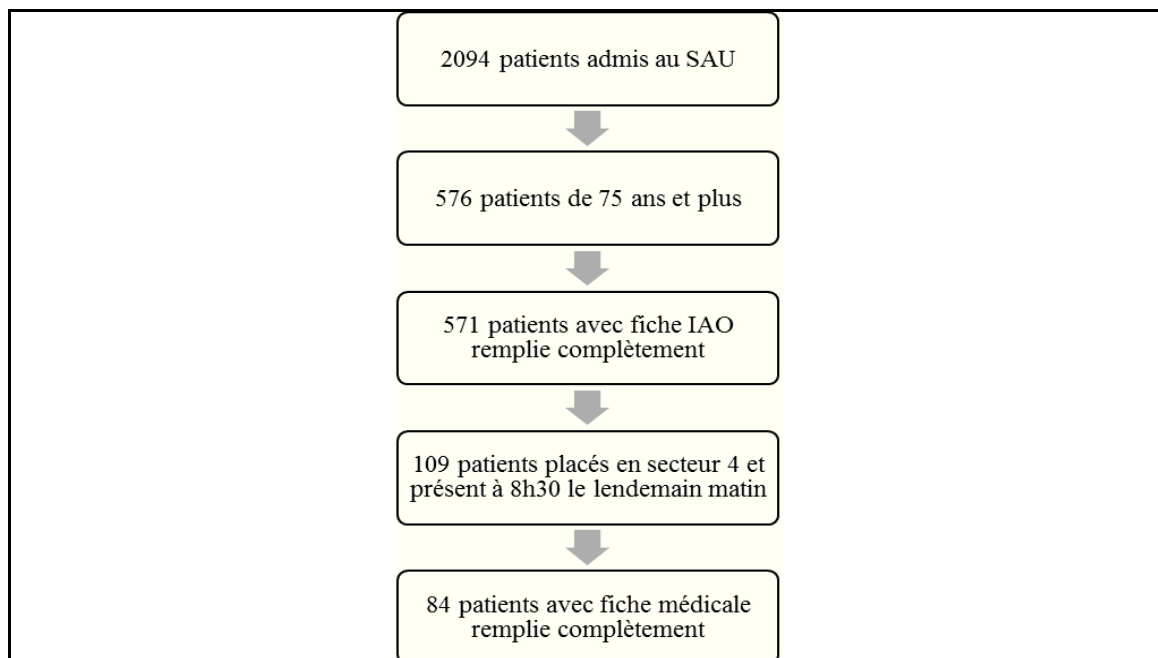 2094 patients admis au SAU
576 patients de 75 ans et plus
571 patients avec fiche IAO
remplie complètement
109 patients placés en secteur 4 et
présent à 8h30 le lendemain matin
84 patients avec fiche médicale
remplie complètement